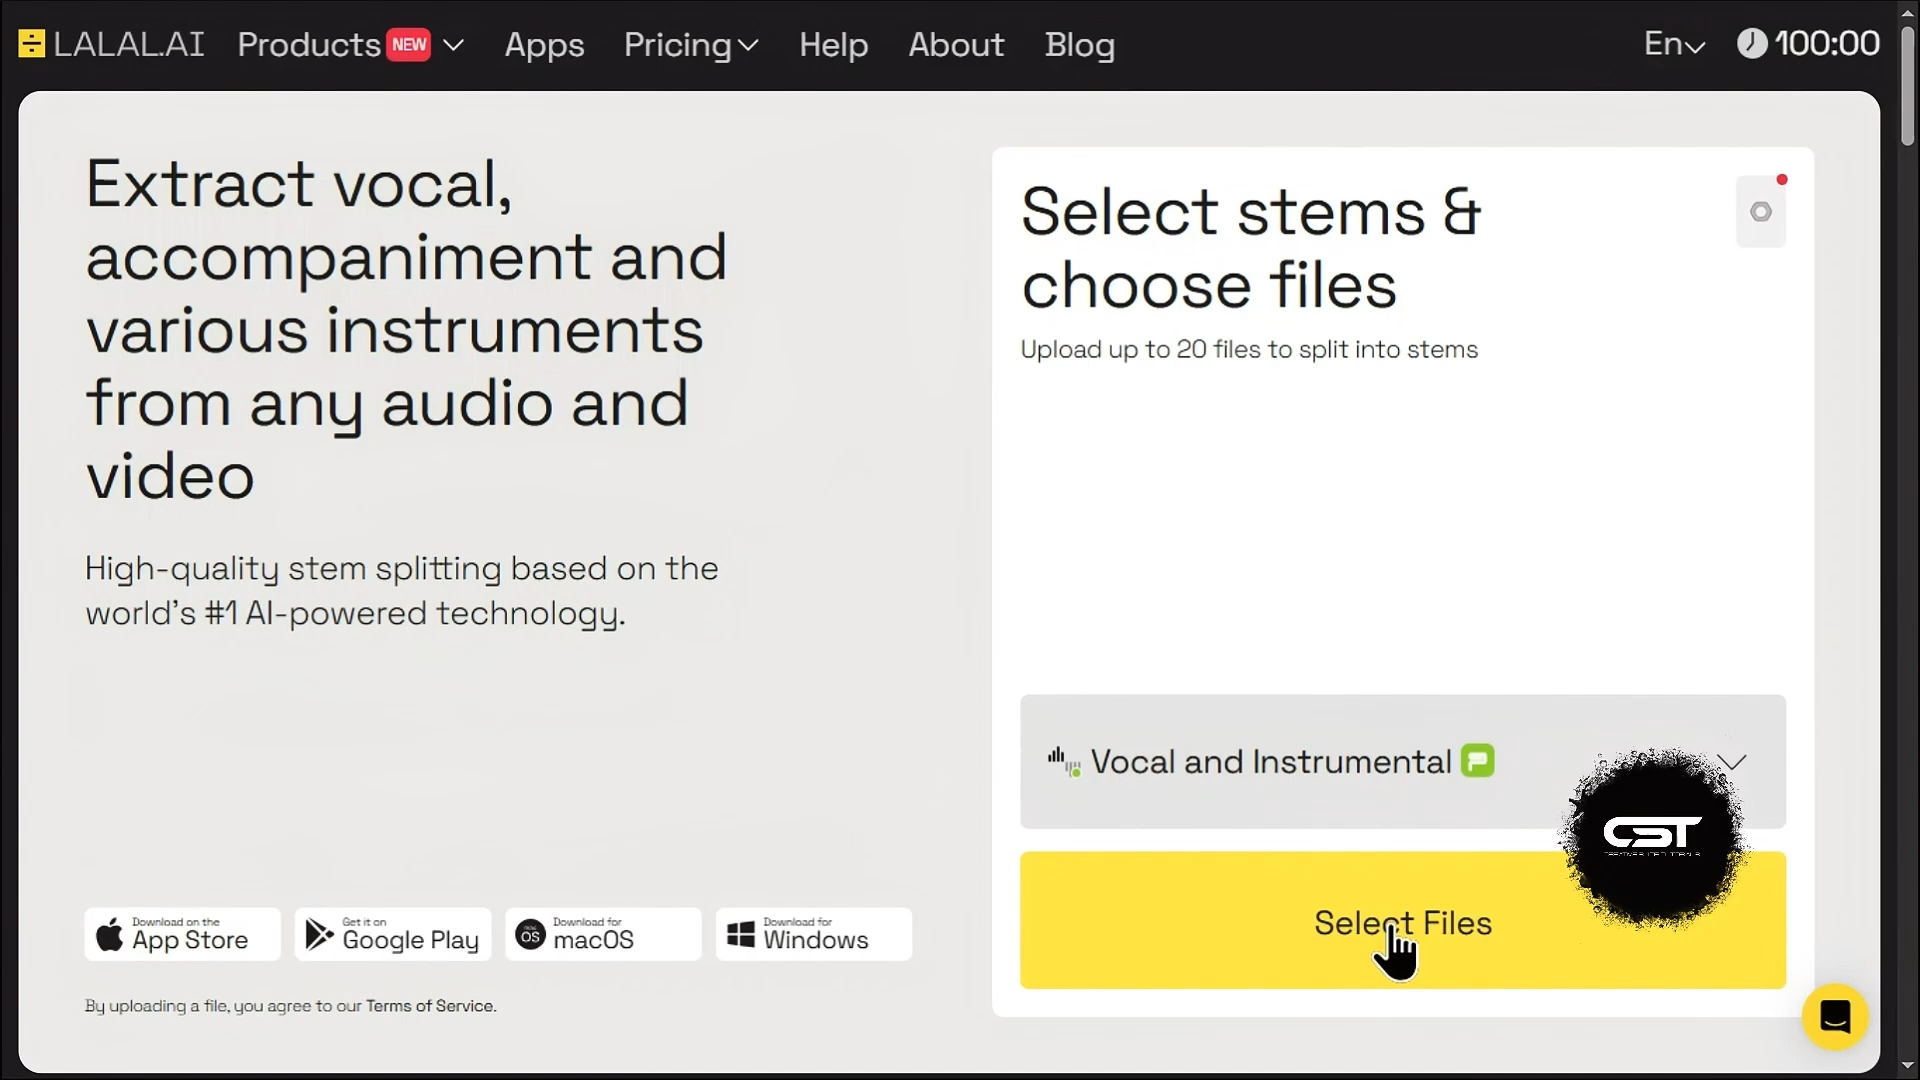 LALAL.AI Products NEW Apps Pricing Help About Blog En 100:00
Extract vocal,
accompaniment and
various instruments
from any audio and
video
High-quality stem splitting based on the
world's #1 AI-powered technology.
Download on the
App Store
Get it on
Google Play
OS
Download for
macOS
Download for
Windows
By uploading a file, you agree to our Terms of Service.
Select stems &
choose files
Upload up to 20 files to split into stems
Vocal and Instrumental
CST
Select Files